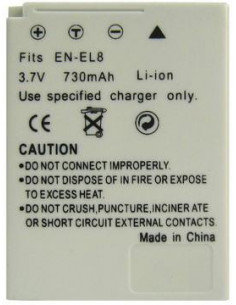 Fits EN-EL8
3.7V 730mAh Li-ion
Use specified charger only.
CE
CAUTION
•DO NOT CONNECT IMPROPERLY.
•DO NOT DISPOSE OF IN FIRE OR EXPOSE
TO EXCESS HEAT.
•DO NOT CRUSH,PUNCTURE,INCINER ATE
OR SHORT CIRCUIT EXTERNAL CONTACTS.
Made in China